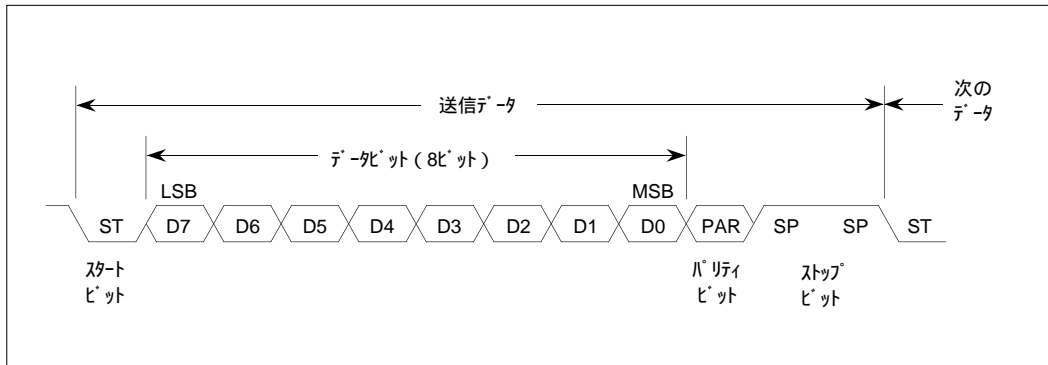 送信ﾃﾞｰﾀ
次の
ﾃﾞｰﾀ
ﾃﾞｰﾀﾋﾞｯﾄ（8ﾋﾞｯﾄ）
LSB
MSB
ST D7 D6 D5 D4 D3 D2 D1 D0 PAR SP SP ST
ｽﾀｰﾄ
ﾋﾞｯﾄ
ﾊﾟﾘﾃｨ
ﾋﾞｯﾄ
ｽﾄｯﾌﾟ
ﾋﾞｯﾄ